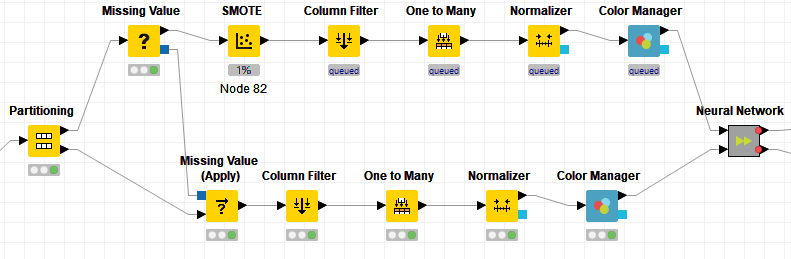 Missing Value
SMOTE
Column Filter
One to Many
Normalizer
Color Manager
?
1%
queued
queued
queued
queued
Node 82
Partitioning
Neural Network
Missing Value
(Apply)
Column Filter
One to Many
Normalizer
Color Manager
?